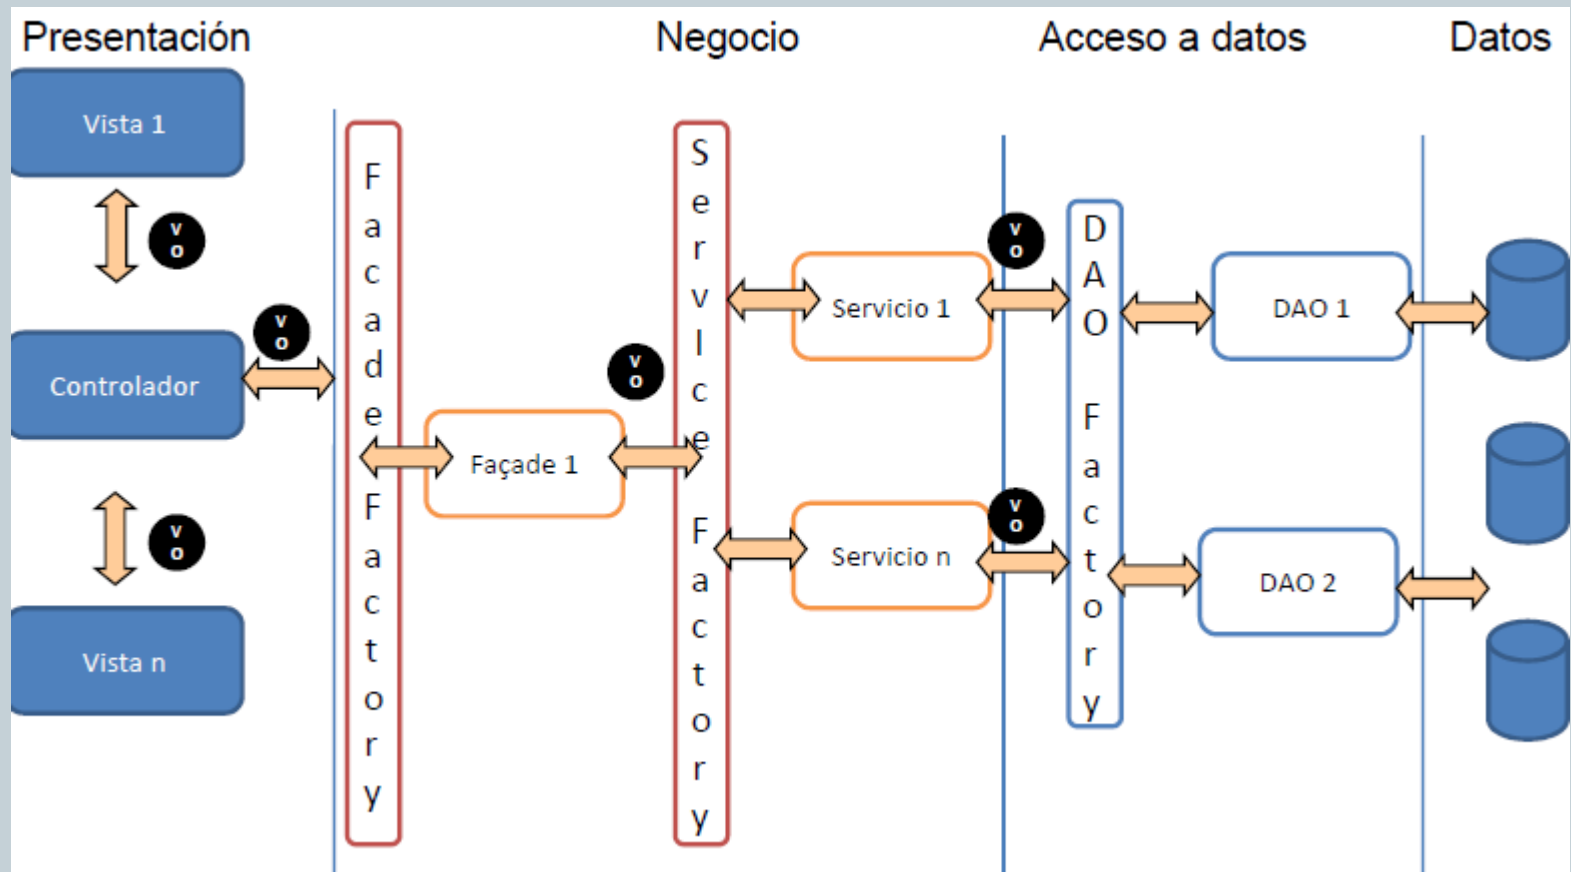 Presentación
Negocio
Acceso a datos
Datos
Vista 1
vo
Controlador
vo
vo
Vista n
Facade Factory
Façade 1
vo
Servlce Factory
Servicio 1
vo
Servicio n
vo
DAO Factory
DAO 1
DAO 2